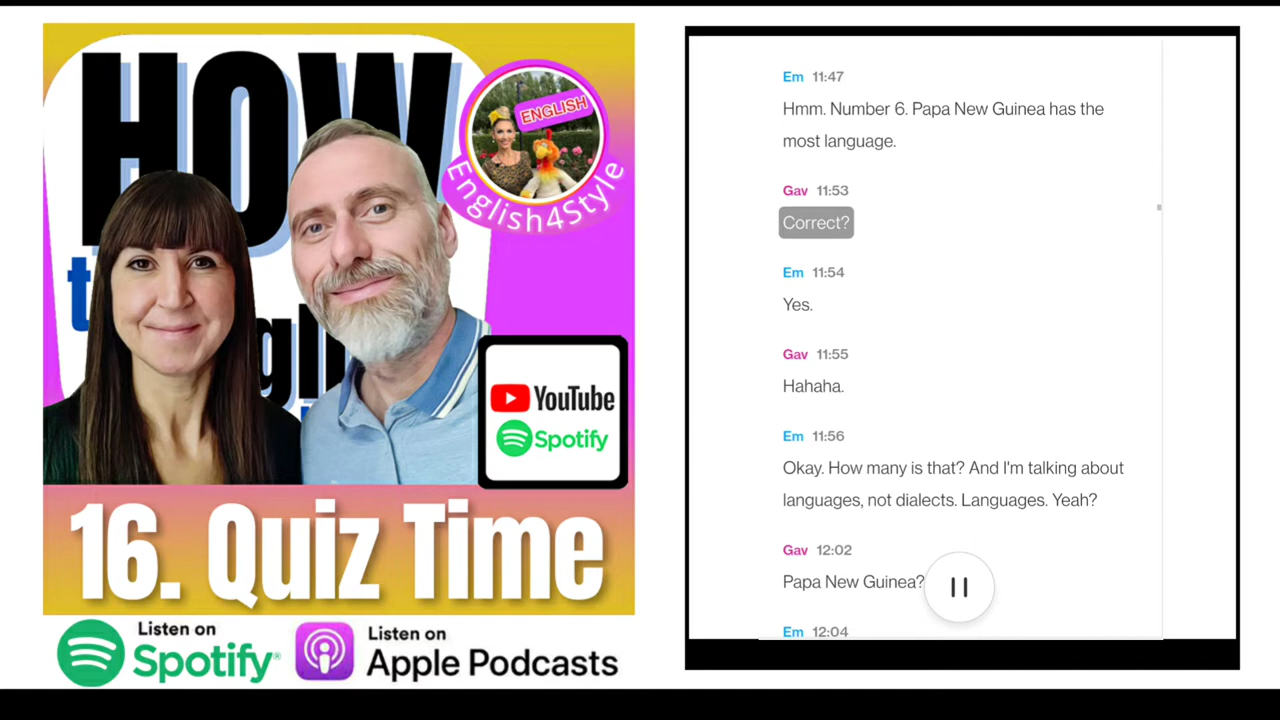 HOW
ENGLISH
English4Style
YouTube
Spotify
16. Quiz Time
Listen on
Spotify®
Listen on
Apple Podcasts
Em 11:47
Hmm. Number 6. Papa New Guinea has the
most language.
Gav 11:53
Correct?
Em 11:54
Yes.
Gav 11:55
Hahaha.
Em 11:56
Okay. How many is that? And I'm talking about
languages, not dialects. Languages. Yeah?
Gav 12:02
Papa New Guinea?
Em 12:04